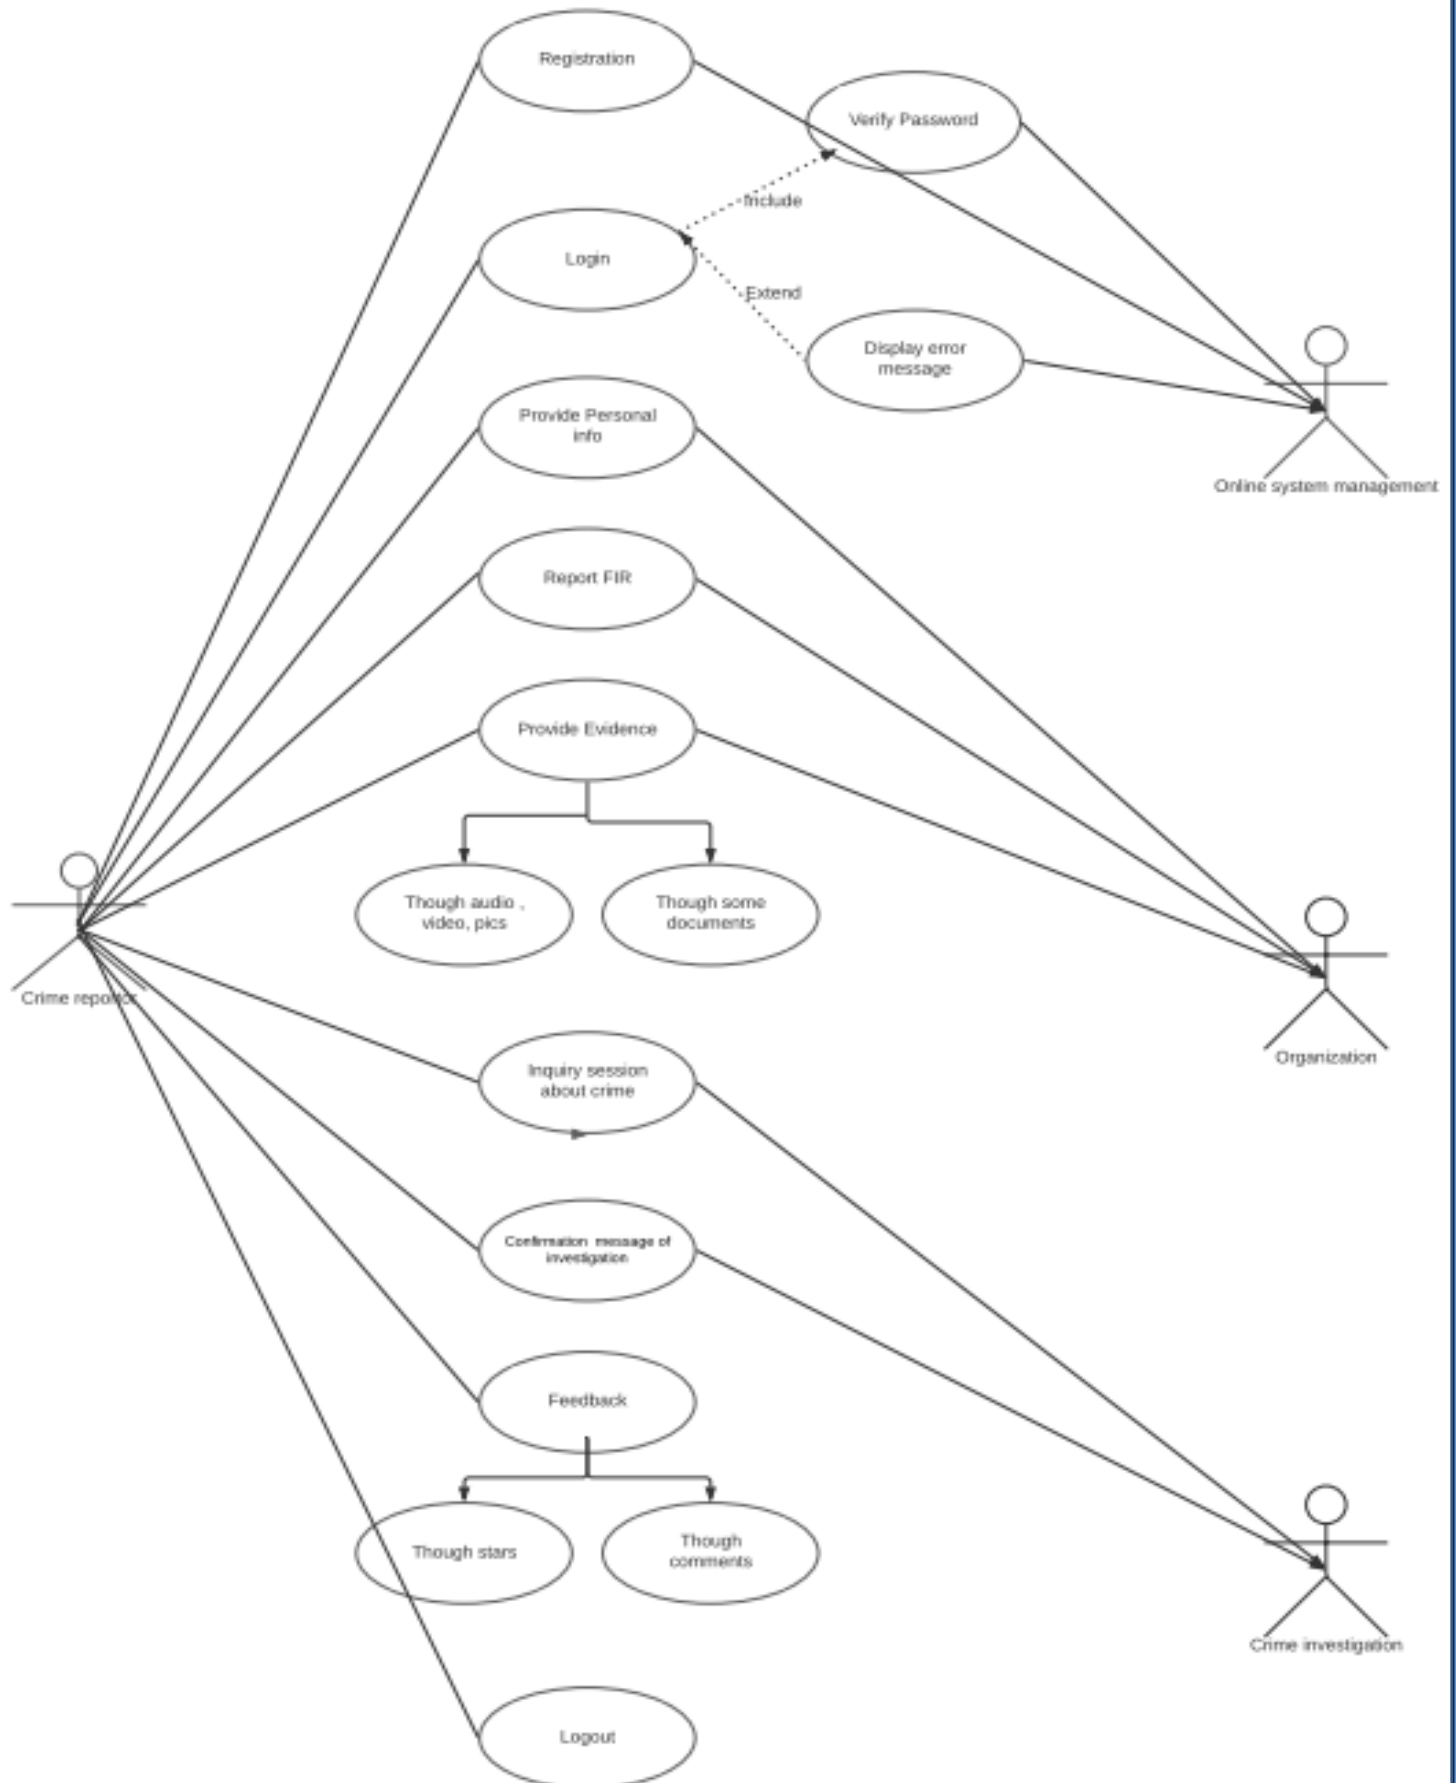 Registration
Verify Password
Include
Login
Extend
Display error
message
Provide Personal
info
Online system management
Report FIR
Provide Evidence
Though audio ,
video, pics
Though some
documents
Crime reportor
Organization
Inquiry session
about crime
Confirmation message of
investigation
Feedback
Though stars
Though
comments
Crime investigation
Logout